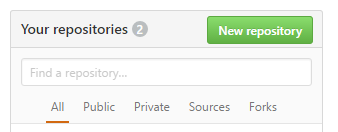 Your repositories 2 New repository
Find a repository...
All Public Private Sources Forks